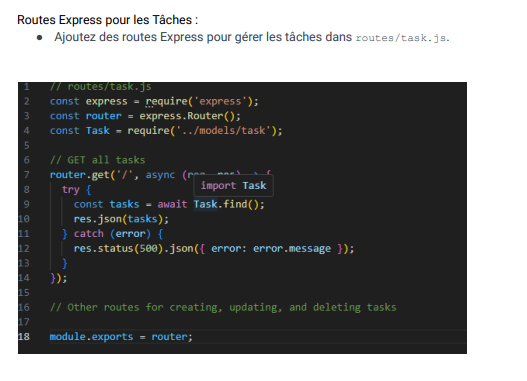 Routes Express pour les Tâches :
● Ajoutez des routes Express pour gérer les tâches dans routes/task.js.
1 // routes/task.js
2 const express = require('express');
3 const router = express.Router();
4 const Task = require('../models/task');
5
6 // GET all tasks
7 router.get('/', async (
import Task
8 try {
9 const tasks = await Task.find();
10 res.json(tasks);
11 } catch (error) {
12 res.status(500).json({ error: error.message });
13 }
14 });
15
16 // Other routes for creating, updating, and deleting tasks
17
18 module.exports = router;